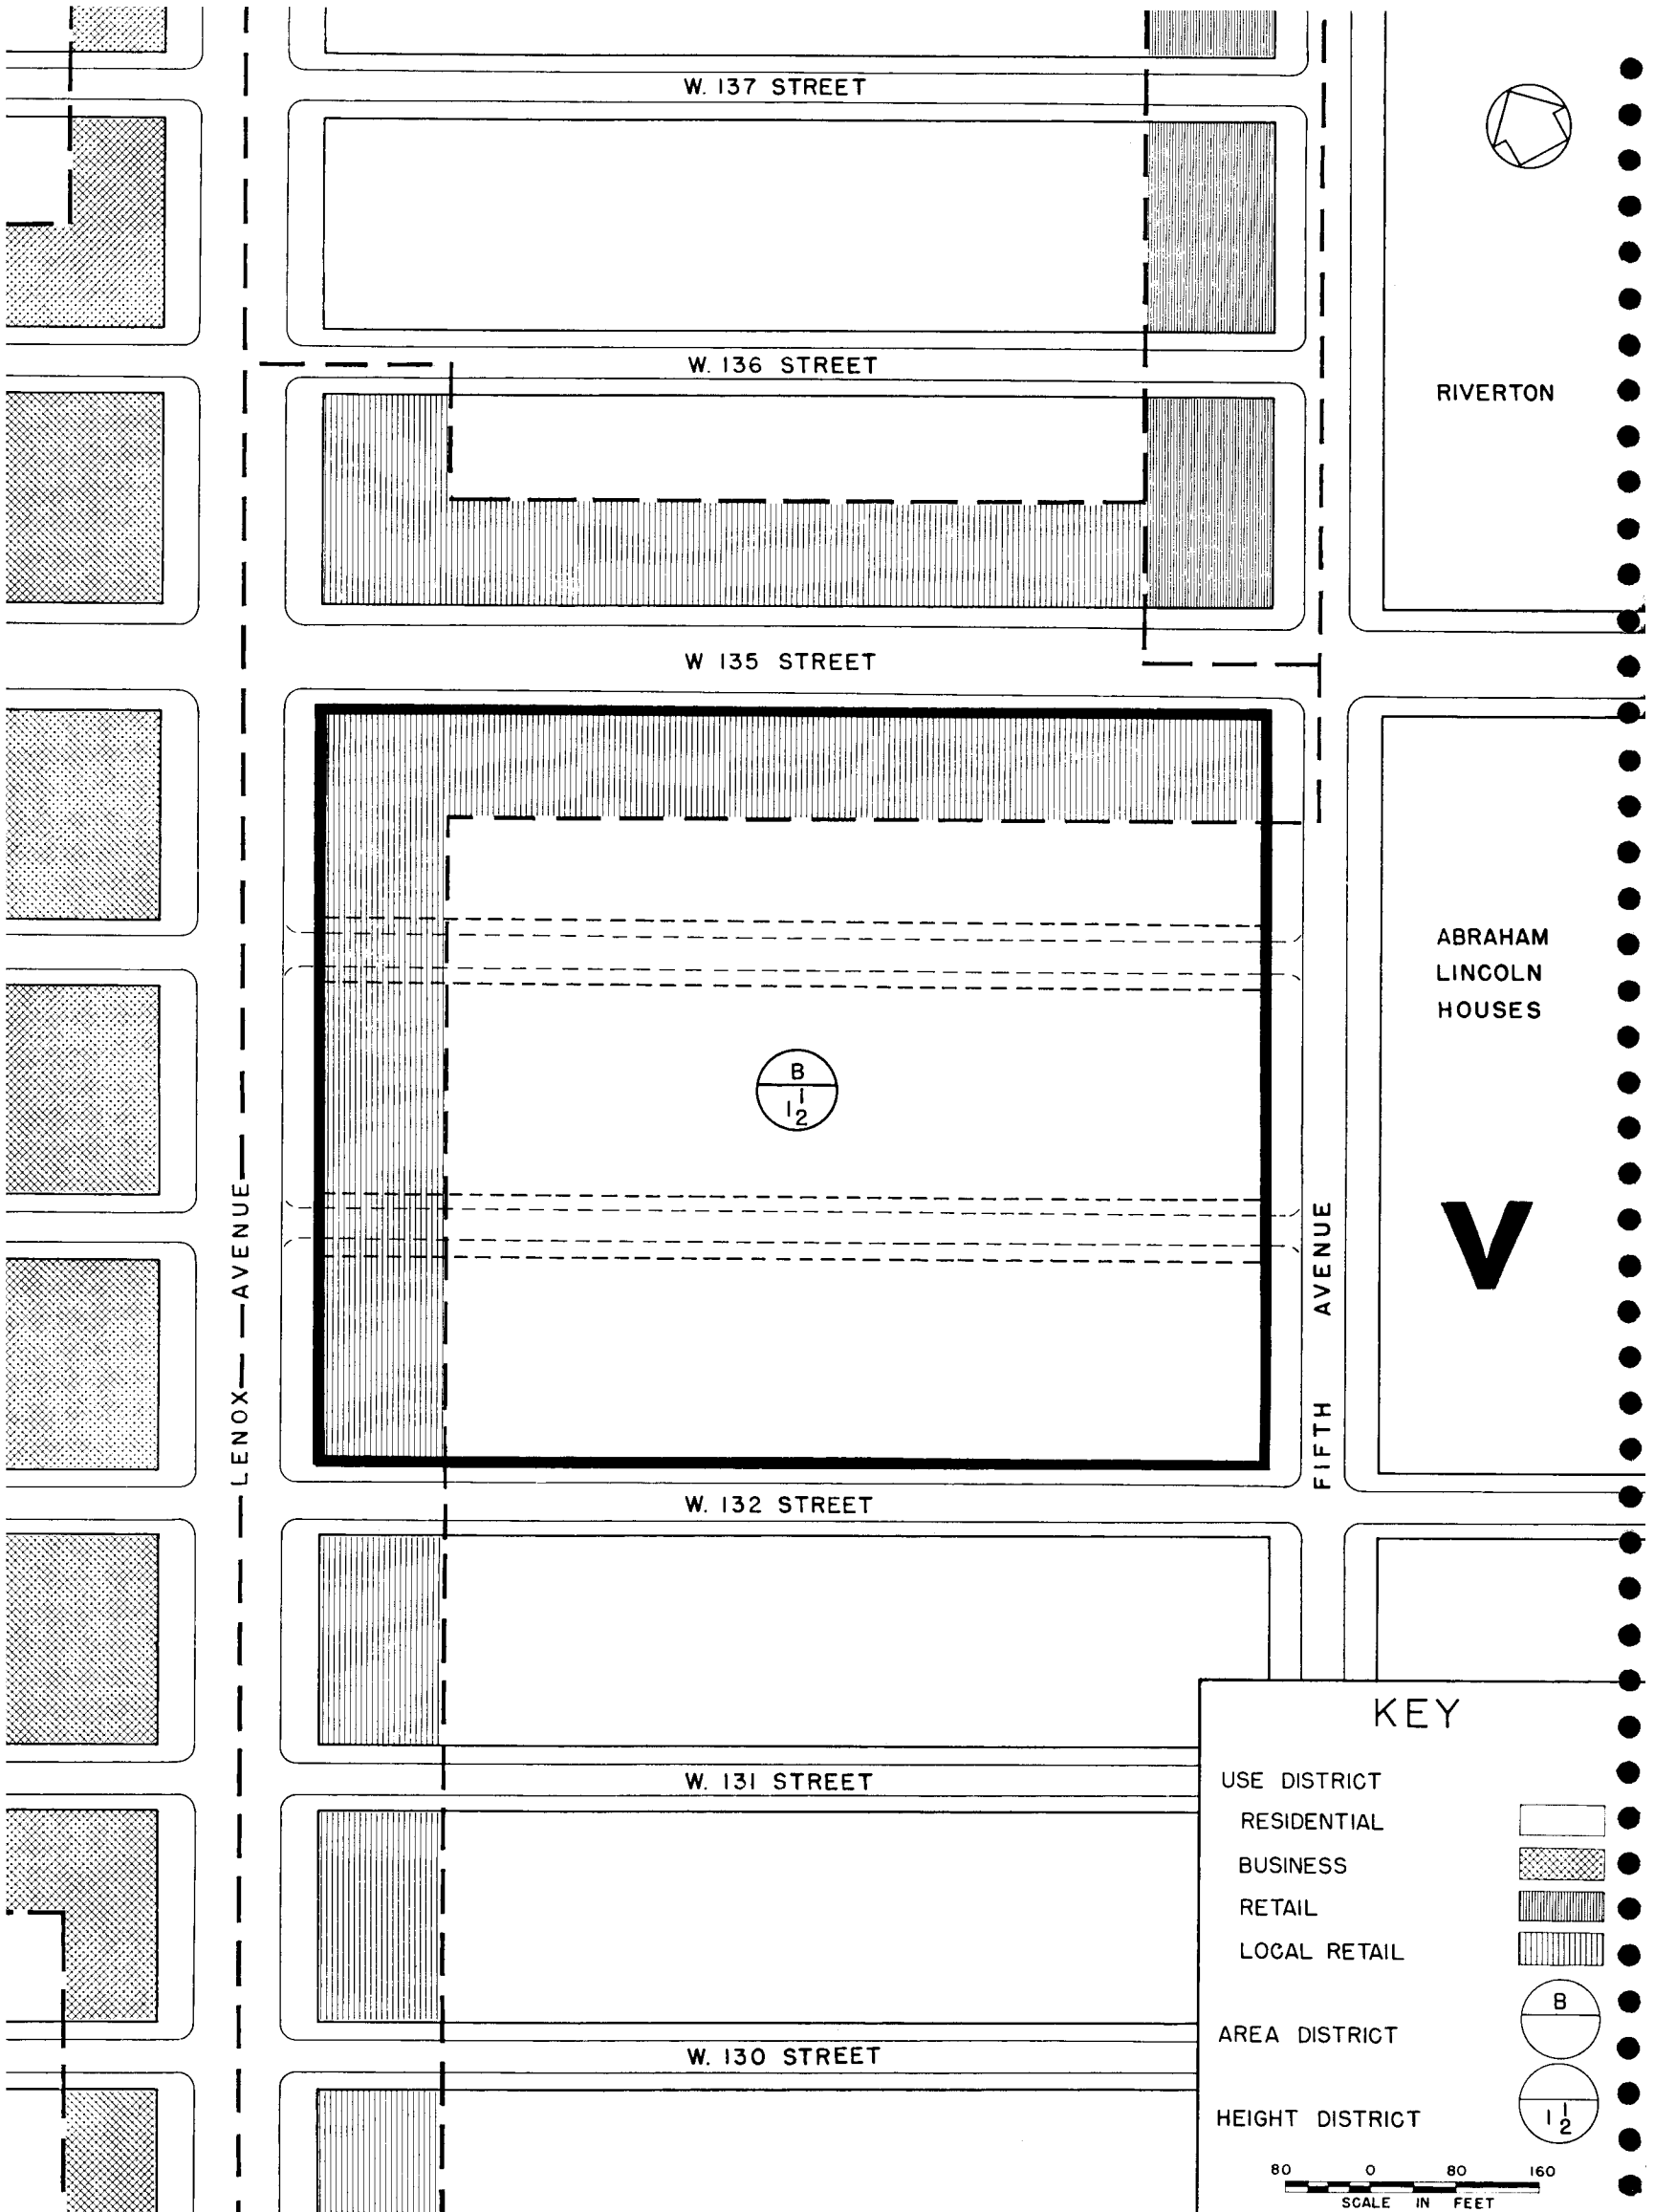 W. 137 STREET
W. 136 STREET
RIVERTON
W 135 STREET
ABRAHAM
LINCOLN
HOUSES
B
1 1/2
LENOX AVENUE
FIFTH AVENUE
V
W. 132 STREET
W. 131 STREET
W. 130 STREET
KEY
USE DISTRICT
RESIDENTIAL
BUSINESS
RETAIL
LOCAL RETAIL
AREA DISTRICT
B
HEIGHT DISTRICT
1 1/2
80 0 80 160
SCALE IN FEET